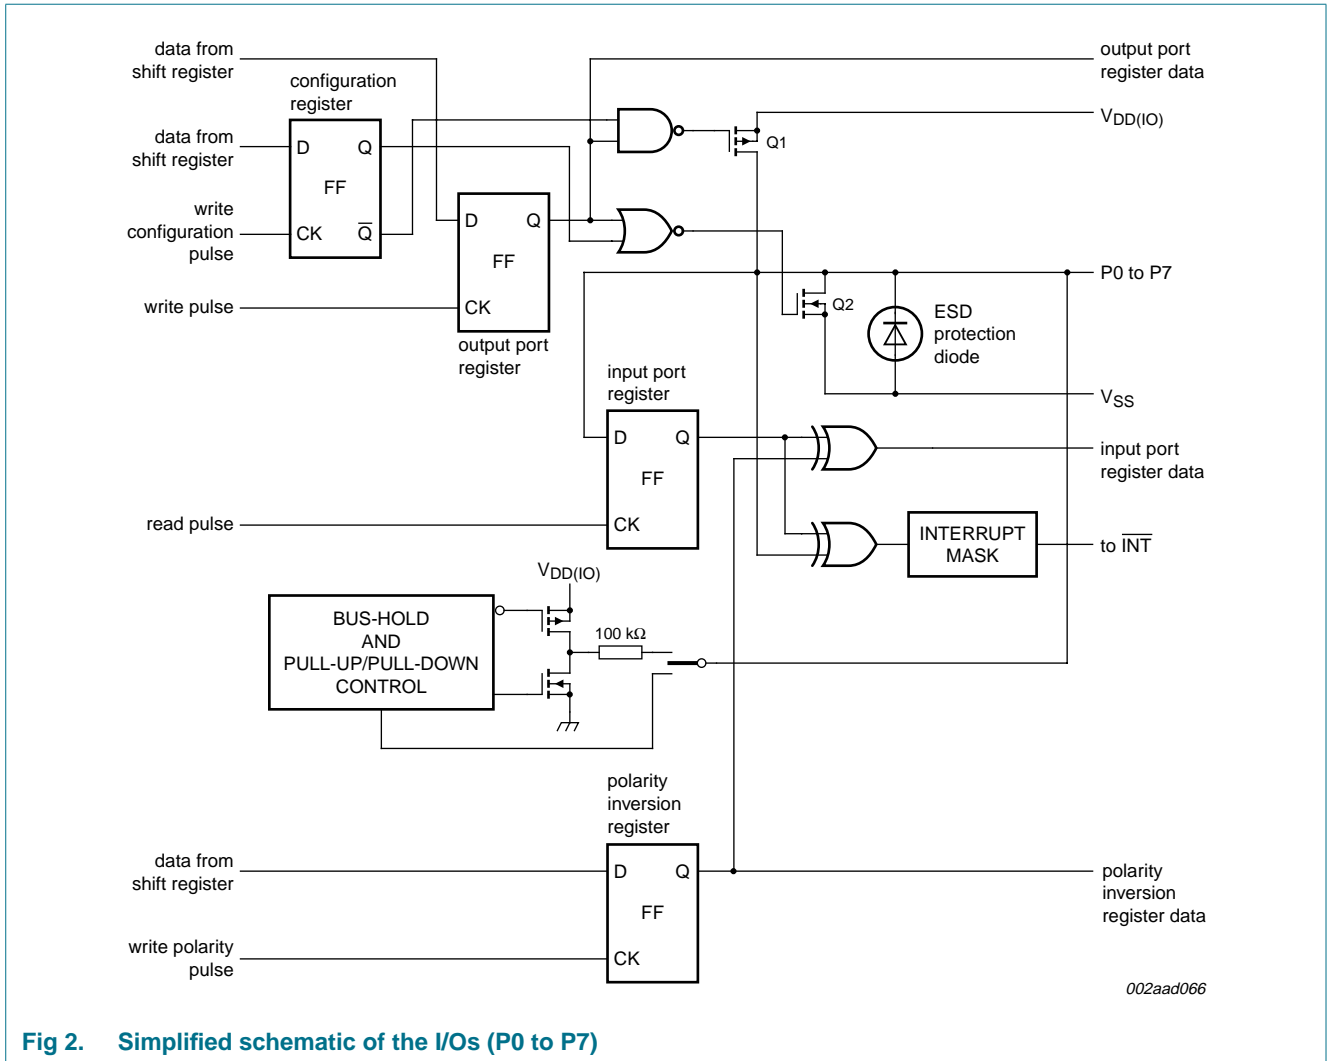 data from
shift register
output port
register data
configuration
register
VDD(IO)
data from
shift register
D
Q
Q1
FF
write
configuration
pulse
CK
Q̅
D
Q
FF
P0 to P7
write pulse
CK
Q2
ESD
protection
diode
output port
register
input port
register
VSS
D
Q
input port
register data
FF
read pulse
CK
INTERRUPT
MASK
to I̅N̅T̅
VDD(IO)
BUS-HOLD
AND
PULL-UP/PULL-DOWN
CONTROL
100 kΩ
polarity
inversion
register
data from
shift register
D
Q
polarity
inversion
register data
FF
write polarity
pulse
CK
002aad066
Fig 2. Simplified schematic of the I/Os (P0 to P7)